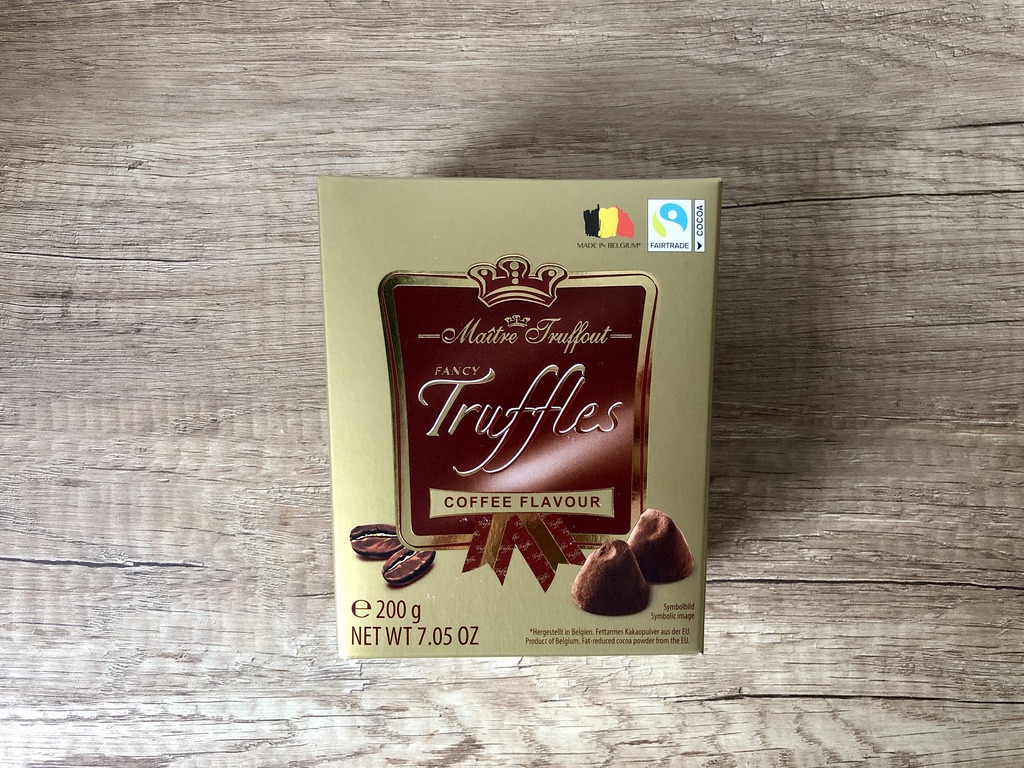 MADE IN BELGIUM*
FAIRTRADE
COCOA
Maître Truffout
FANCY
Truffles
COFFEE FLAVOUR
℮ 200 g
NET WT 7.05 OZ
Symbolbild
Symbolic image
*Hergestellt in Belgien. Fettarmes Kakaopulver aus der EU.
Product of Belgium. Fat-reduced cocoa powder from the EU.